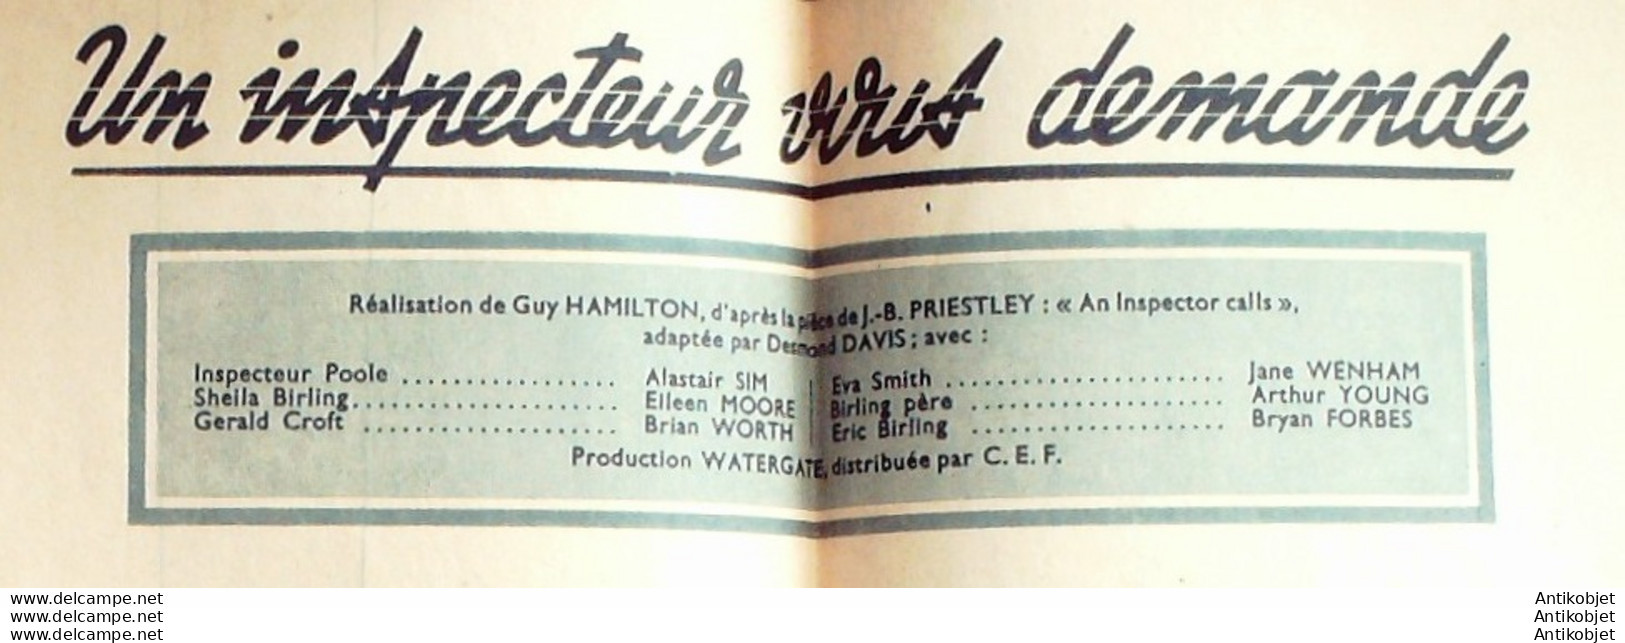 Un inspecteur vous demande
Réalisation de Guy HAMILTON, d'après la pièce de J.-B. PRIESTLEY : « An Inspector calls »,
adaptée par Desmond DAVIS ; avec :
Inspecteur Poole .................. Alastair SIM
Sheila Birling...................... Eileen MOORE
Gerald Croft ..................... Brian WORTH
Eva Smith ....................... Jane WENHAM
Birling père ..................... Arthur YOUNG
Eric Birling ..................... Bryan FORBES
Production WATERGATE, distribuée par C. E. F.
www.delcampe.net
www.delcampe.net
www.delcampe.net
Antikobjet
Antikobjet
Antikobjet